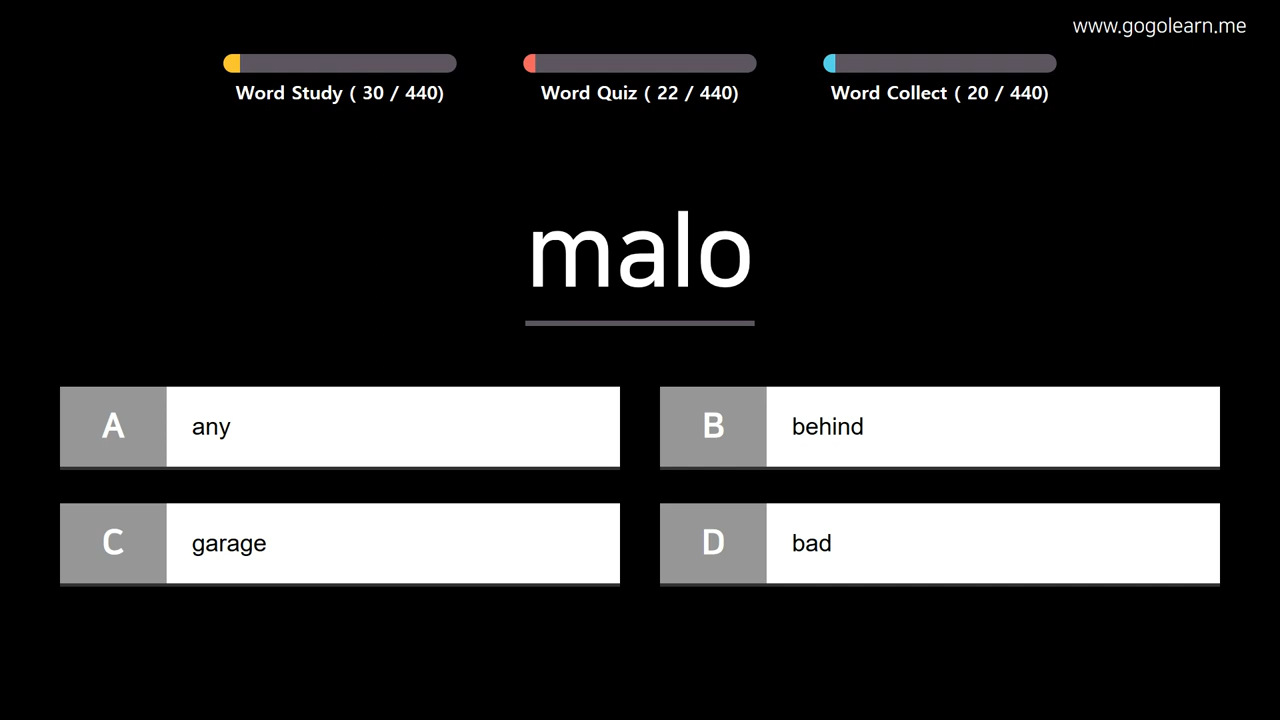 www.gogolearn.me
Word Study ( 30 / 440)
Word Quiz ( 22 / 440)
Word Collect ( 20 / 440)
malo
A
any
B
behind
C
garage
D
bad